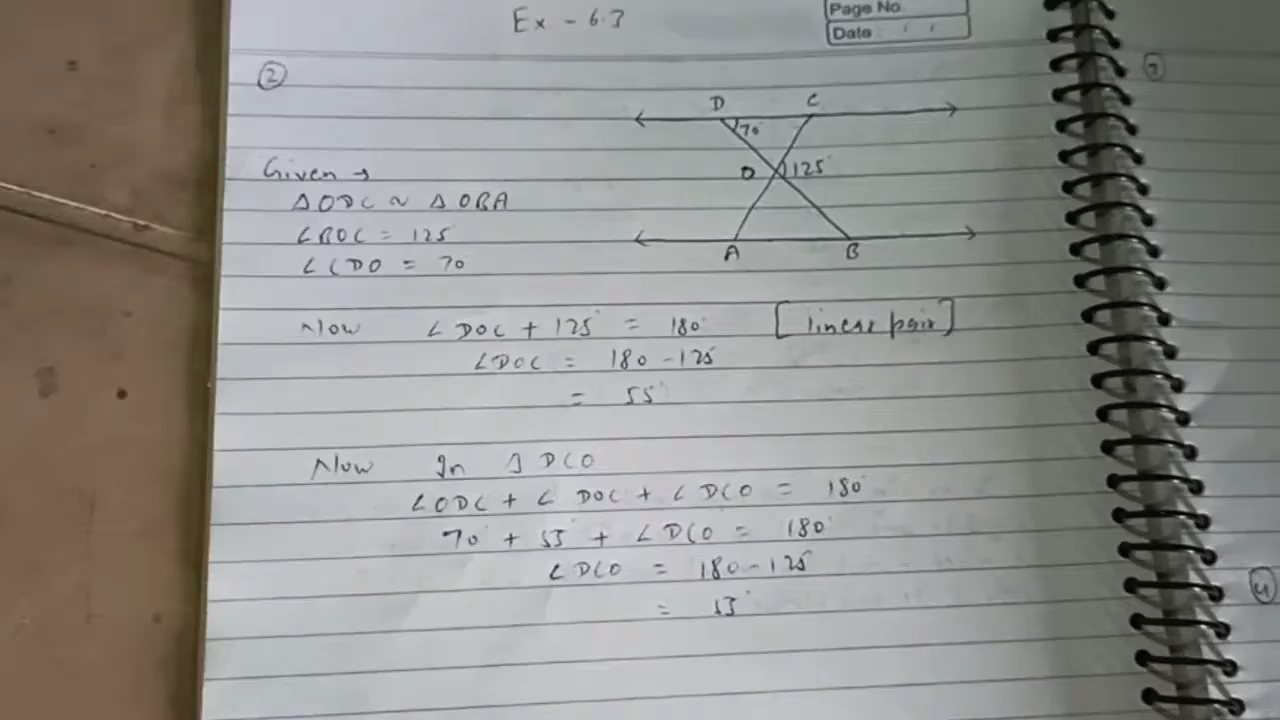 Page No
Date
Ex - 6.3
②
D C
70°
O 125°
A B
Given →
Δ ODC ~ Δ OBA
∠BOC = 125
∠CDO = 70
Now ∠DOC + 125° = 180° [linear pair]
∠DOC = 180 - 125
= 55°
Now In Δ DCO
∠ODC + ∠DOC + ∠DCO = 180°
70° + 55° + ∠DCO = 180°
∠DCO = 180 - 125
= 55°
④